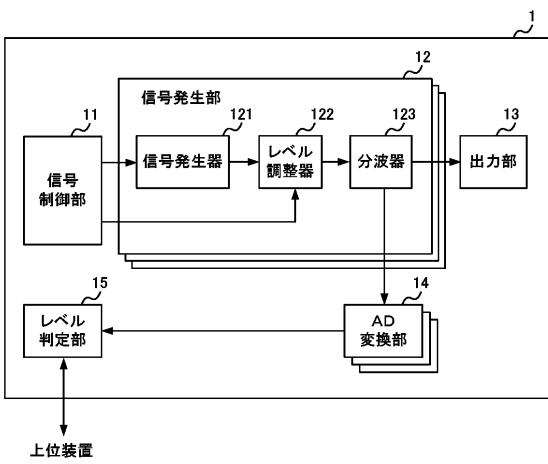 1
12
信号発生部
11
121
122
123
13
信号
制御部
信号発生器
レベル
調整器
分波器
出力部
15
14
レベル
判定部
AD
変換部
上位装置